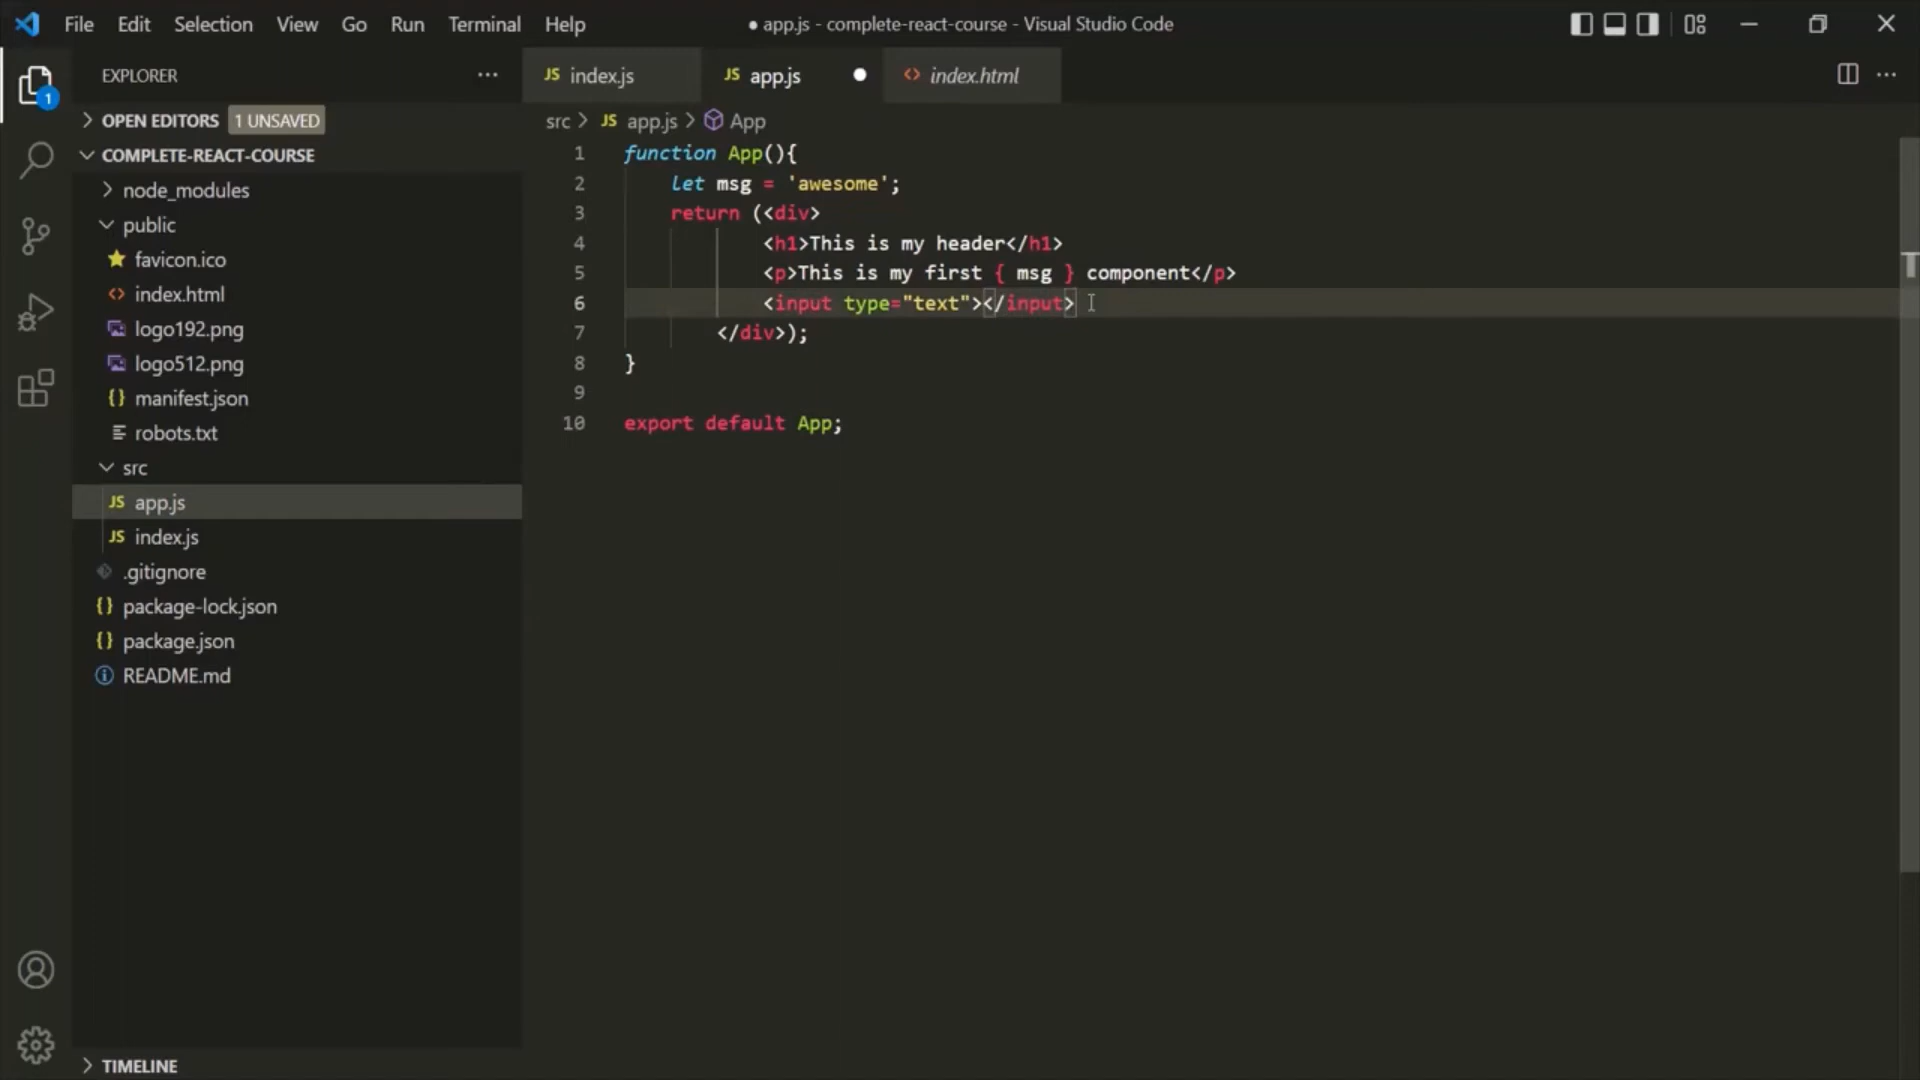 File Edit Selection View Go Run Terminal Help
● app.js - complete-react-course - Visual Studio Code
EXPLORER
1
OPEN EDITORS 1 UNSAVED
COMPLETE-REACT-COURSE
node_modules
public
favicon.ico
index.html
logo192.png
logo512.png
manifest.json
robots.txt
src
JS app.js
JS index.js
.gitignore
package-lock.json
package.json
README.md
TIMELINE
JS index.js
JS app.js
index.html
src > JS app.js > App
1 function App(){
2 let msg = 'awesome';
3 return (<div>
4 <h1>This is my header</h1>
5 <p>This is my first { msg } component</p>
6 <input type="text"></input>
7 </div>);
8 }
9
10 export default App;